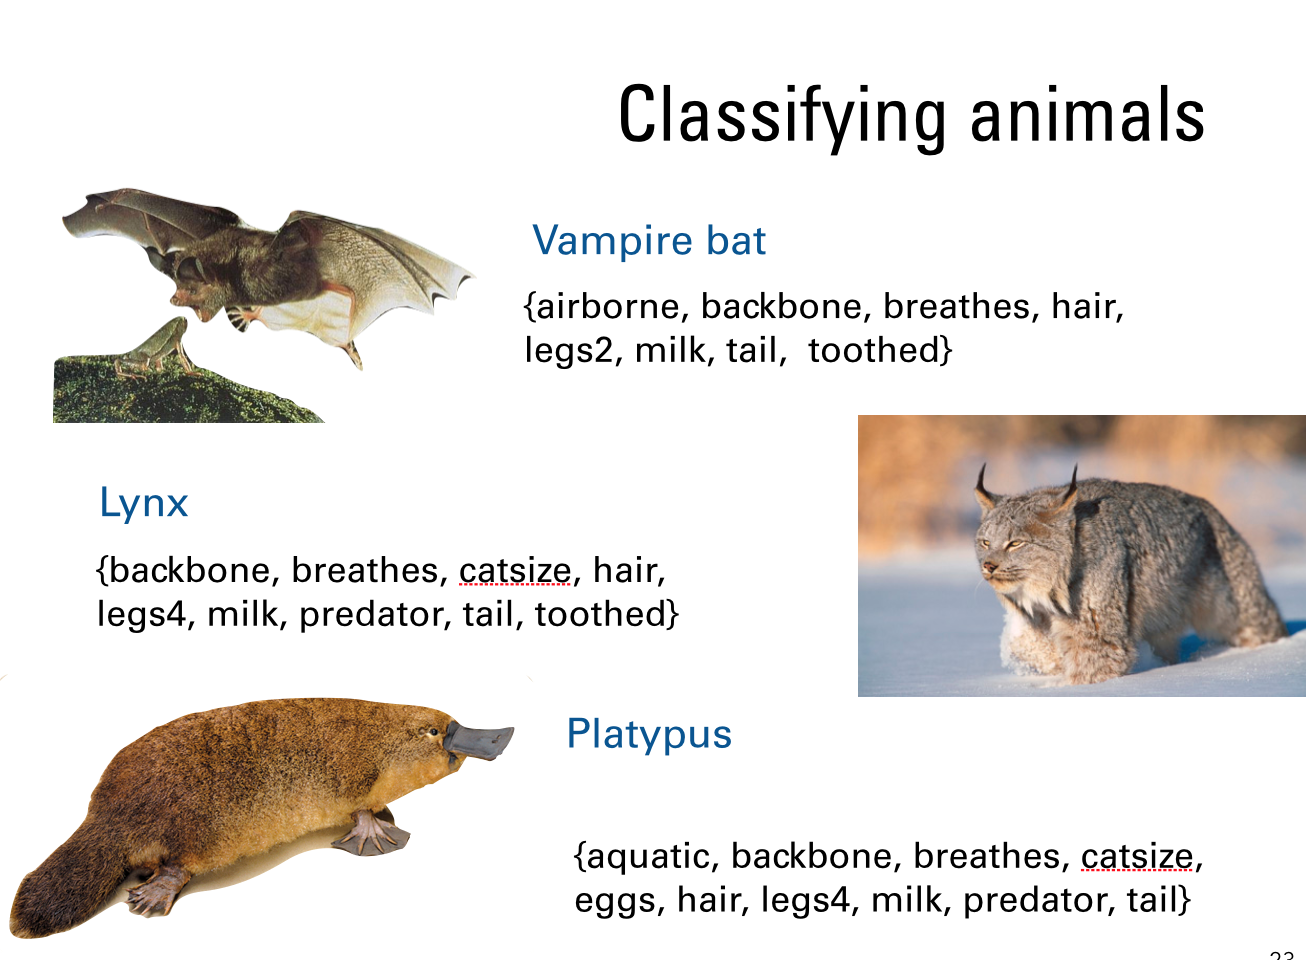 Classifying animals
Vampire bat
{airborne, backbone, breathes, hair,
legs2, milk, tail, toothed}
Lynx
{backbone, breathes, catsize, hair,
legs4, milk, predator, tail, toothed}
Platypus
{aquatic, backbone, breathes, catsize,
eggs, hair, legs4, milk, predator, tail}